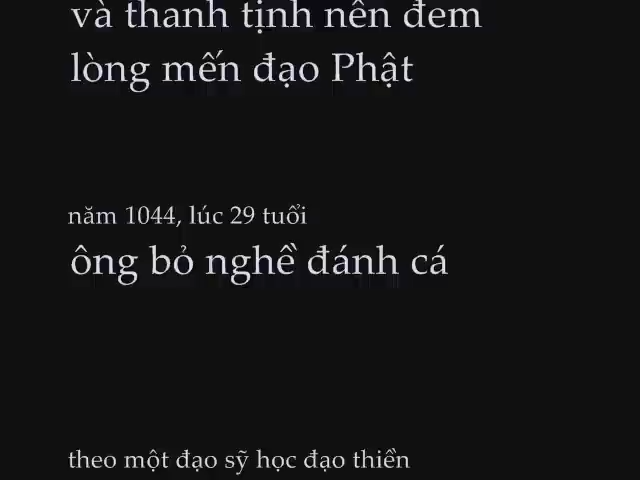 và thanh tịnh nên đem
lòng mến đạo Phật
năm 1044, lúc 29 tuổi
ông bỏ nghề đánh cá
theo một đạo sỹ học đạo thiền